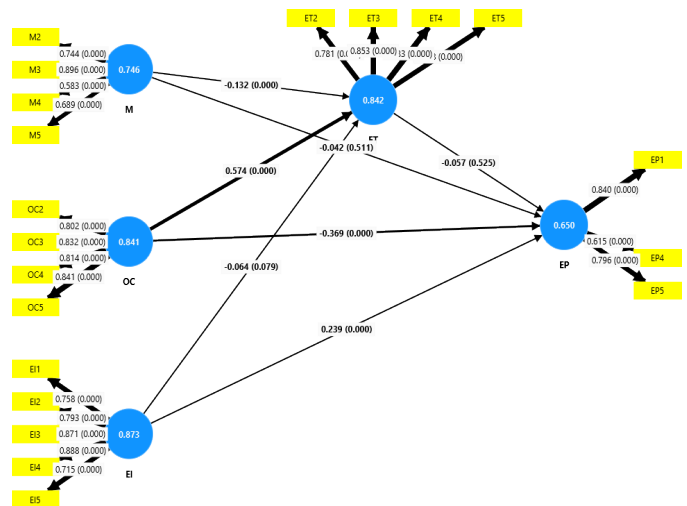 ET2
ET3
ET4
ET5
0.781
0.853 (0.000)
M2
M3
M4
M5
0.744 (0.000)
0.896 (0.000)
0.583 (0.000)
0.689 (0.000)
0.746
M
0.842
ET
-0.132 (0.000)
-0.042 (0.511)
0.574 (0.000)
-0.057 (0.525)
EP1
0.840 (0.000)
OC2
OC3
OC4
OC5
0.802 (0.000)
0.832 (0.000)
0.814 (0.000)
0.841 (0.000)
0.841
OC
-0.369 (0.000)
-0.064 (0.079)
0.650
EP
0.615 (0.000)
0.796 (0.000)
EP4
EP5
0.239 (0.000)
EI1
EI2
EI3
EI4
EI5
0.758 (0.000)
0.793 (0.000)
0.871 (0.000)
0.888 (0.000)
0.715 (0.000)
0.873
EI